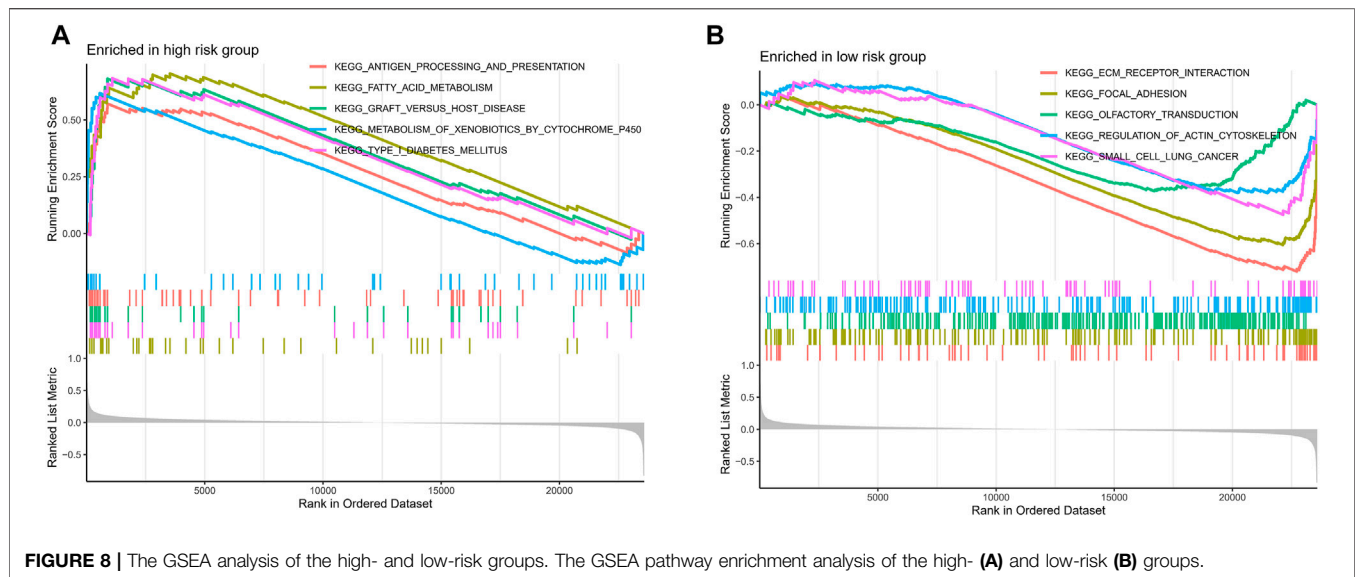 A
Enriched in high risk group
KEGG_ANTIGEN_PROCESSING_AND_PRESENTATION
KEGG_FATTY_ACID_METABOLISM
KEGG_GRAFT_VERSUS_HOST_DISEASE
KEGG_METABOLISM_OF_XENOBIOTICS_BY_CYTOCHROME_P450
KEGG_TYPE_I_DIABETES_MELLITUS
Running Enrichment Score
0.50
0.25
0.00
Ranked List Metric
1.0
0.5
0.0
−0.5
5000 10000 15000 20000
Rank in Ordered Dataset
B
Enriched in low risk group
KEGG_ECM_RECEPTOR_INTERACTION
KEGG_FOCAL_ADHESION
KEGG_OLFACTORY_TRANSDUCTION
KEGG_REGULATION_OF_ACTIN_CYTOSKELETON
KEGG_SMALL_CELL_LUNG_CANCER
Running Enrichment Score
0.0
−0.2
−0.4
−0.6
Ranked List Metric
1.0
0.5
0.0
−0.5
5000 10000 15000 20000
Rank in Ordered Dataset
FIGURE 8 | The GSEA analysis of the high- and low-risk groups. The GSEA pathway enrichment analysis of the high- (A) and low-risk (B) groups.